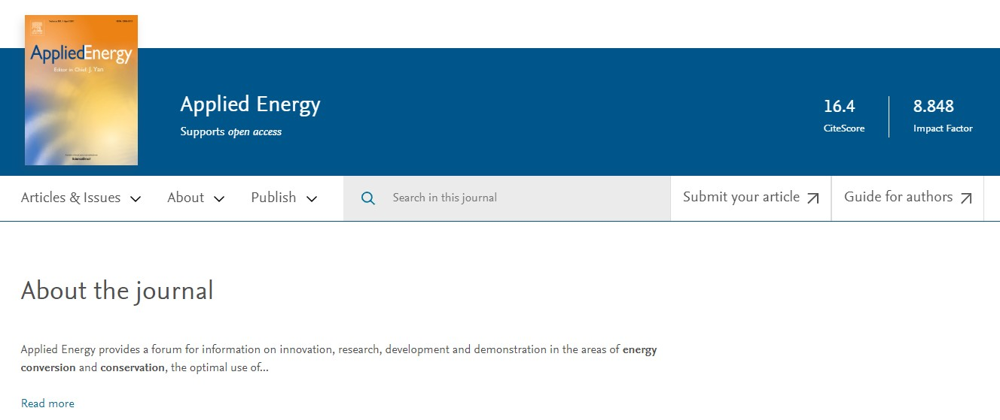 AppliedEnergy
Editor in Chief: J. Yan
ScienceDirect
Applied Energy
Supports open access
16.4
CiteScore
8.848
Impact Factor
Articles & Issues
About
Publish
Search in this journal
Submit your article
Guide for authors
About the journal
Applied Energy provides a forum for information on innovation, research, development and demonstration in the areas of energy
conversion and conservation, the optimal use of...
Read more